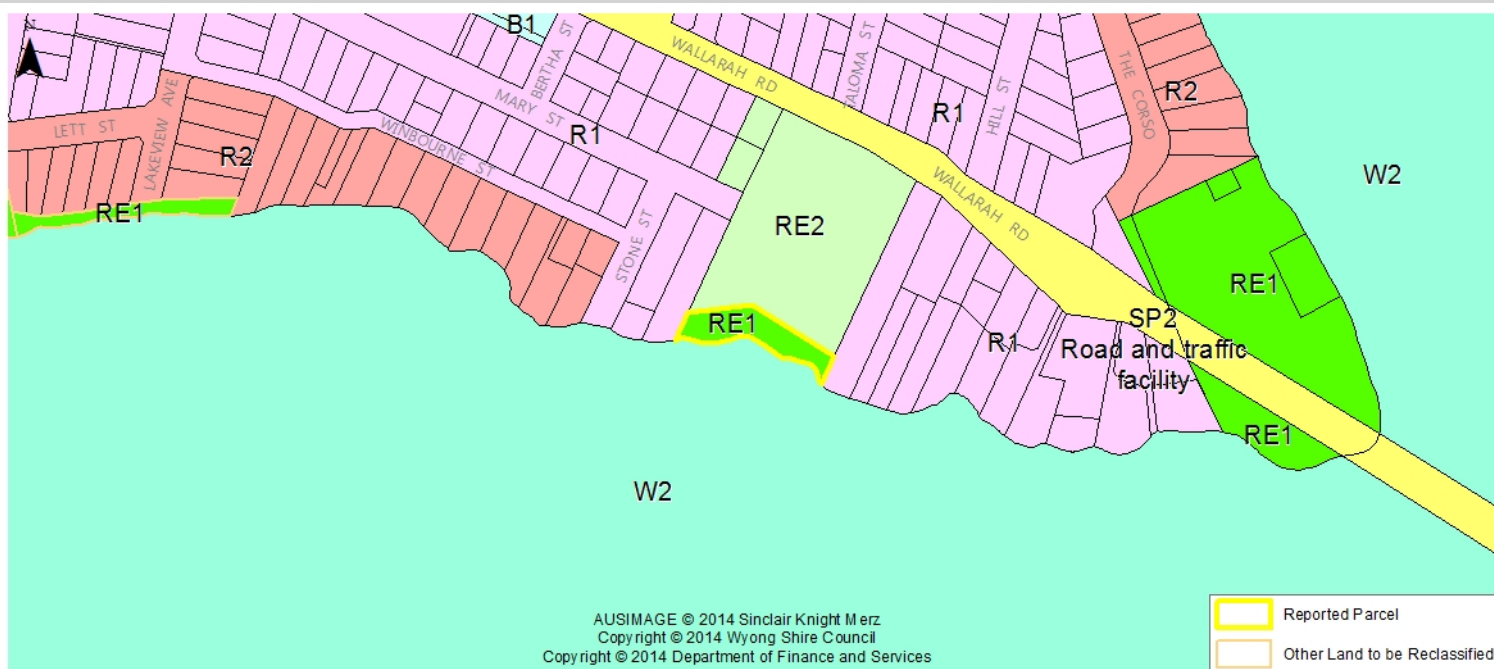 N
B1
BERTHA ST
WALLARAH RD
THE CORSO
R2
R1
HILL ST
MARY ST
R1
LAKEVIEW AVE
LETT ST
R2
WINBOURNE ST
W2
WALLARAH RD
RE1
STONE ST
RE2
RE1
RE1
SP2
Road and traffic
facility
R1
RE1
W2
AUSIMAGE © 2014 Sinclair Knight Merz
Copyright © 2014 Wyong Shire Council
Copyright © 2014 Department of Finance and Services
Reported Parcel
Other Land to be Reclassified